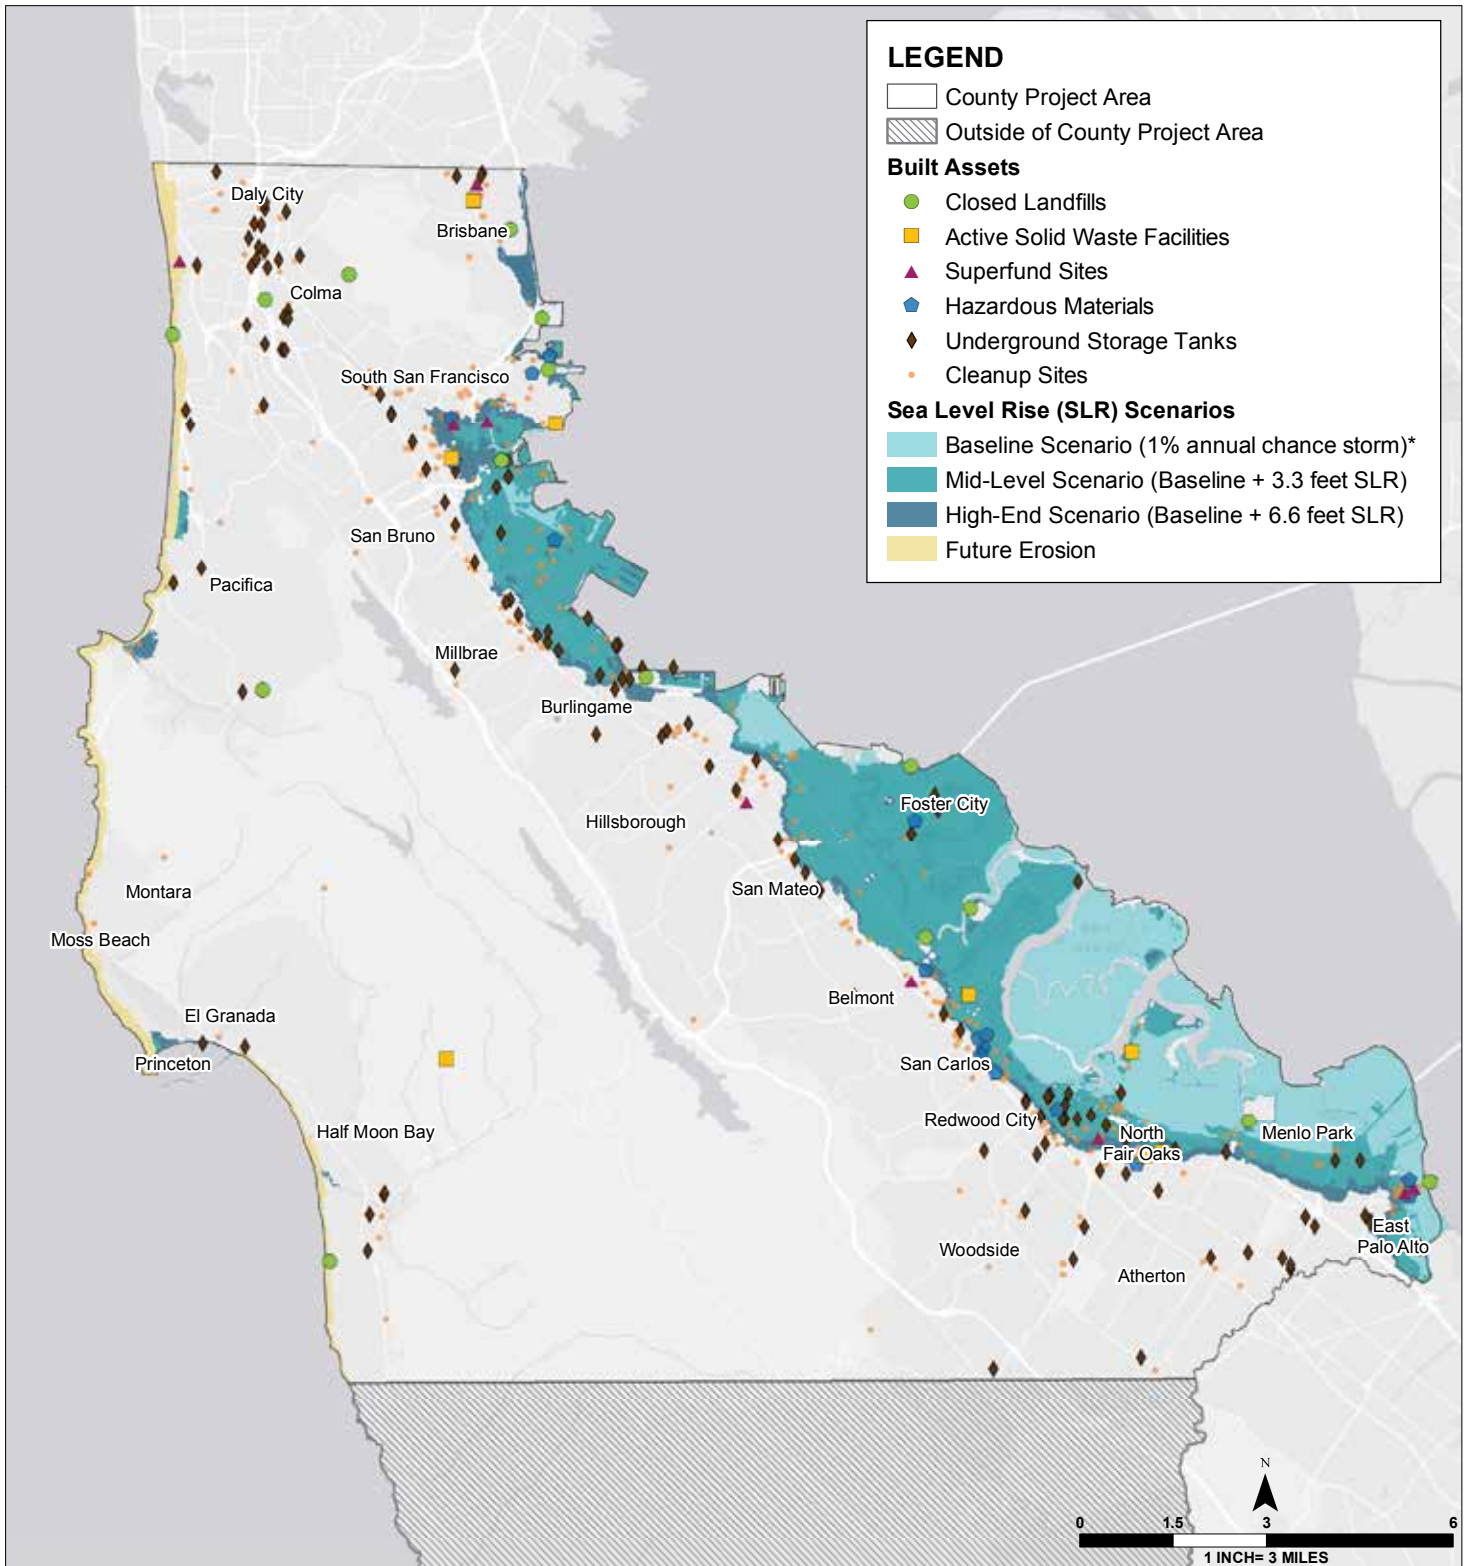 LEGEND
County Project Area
Outside of County Project Area
Built Assets
Closed Landfills
Active Solid Waste Facilities
Superfund Sites
Hazardous Materials
Underground Storage Tanks
Cleanup Sites
Sea Level Rise (SLR) Scenarios
Baseline Scenario (1% annual chance storm)*
Mid-Level Scenario (Baseline + 3.3 feet SLR)
High-End Scenario (Baseline + 6.6 feet SLR)
Future Erosion
Daly City
Brisbane
Colma
South San Francisco
San Bruno
Pacifica
Millbrae
Burlingame
Foster City
Hillsborough
San Mateo
Montara
Moss Beach
Belmont
El Granada
Princeton
San Carlos
Redwood City
Half Moon Bay
North
Fair Oaks
Menlo Park
East
Palo Alto
Woodside
Atherton
N
0 1.5 3 6
1 INCH= 3 MILES